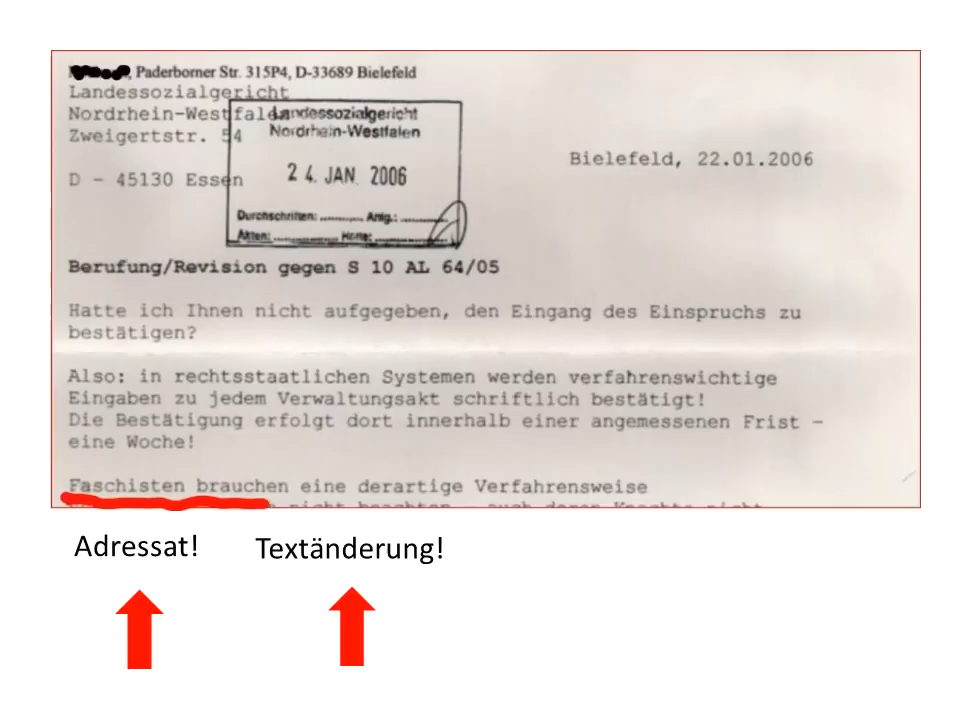 Paderborner Str. 315P4, D-33689 Bielefeld
Landessozialgericht
Nordrhein-Westfalen
Zweigertstr. 54
D - 45130 Essen
Landessozialgericht
Nordrhein-Westfalen
24. JAN. 2006
Durchschriften: ......... Anlg.: .........
Akten: ............. Hefte: .............
Bielefeld, 22.01.2006
Berufung/Revision gegen S 10 AL 64/05
Hatte ich Ihnen nicht aufgegeben, den Eingang des Einspruchs zu
bestätigen?
Also: in rechtsstaatlichen Systemen werden verfahrenswichtige
Eingaben zu jedem Verwaltungsakt schriftlich bestätigt!
Die Bestätigung erfolgt dort innerhalb einer angemessenen Frist –
eine Woche!
Faschisten brauchen eine derartige Verfahrensweise
Adressat! Textänderung!